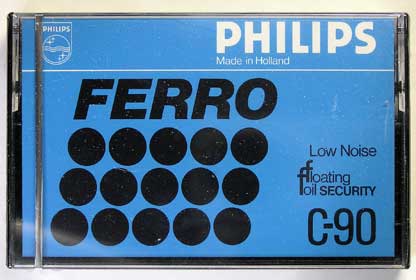 PHILIPS
PHILIPS
Made in Holland
FERRO
Low Noise
floating
foil SECURITY
C-90